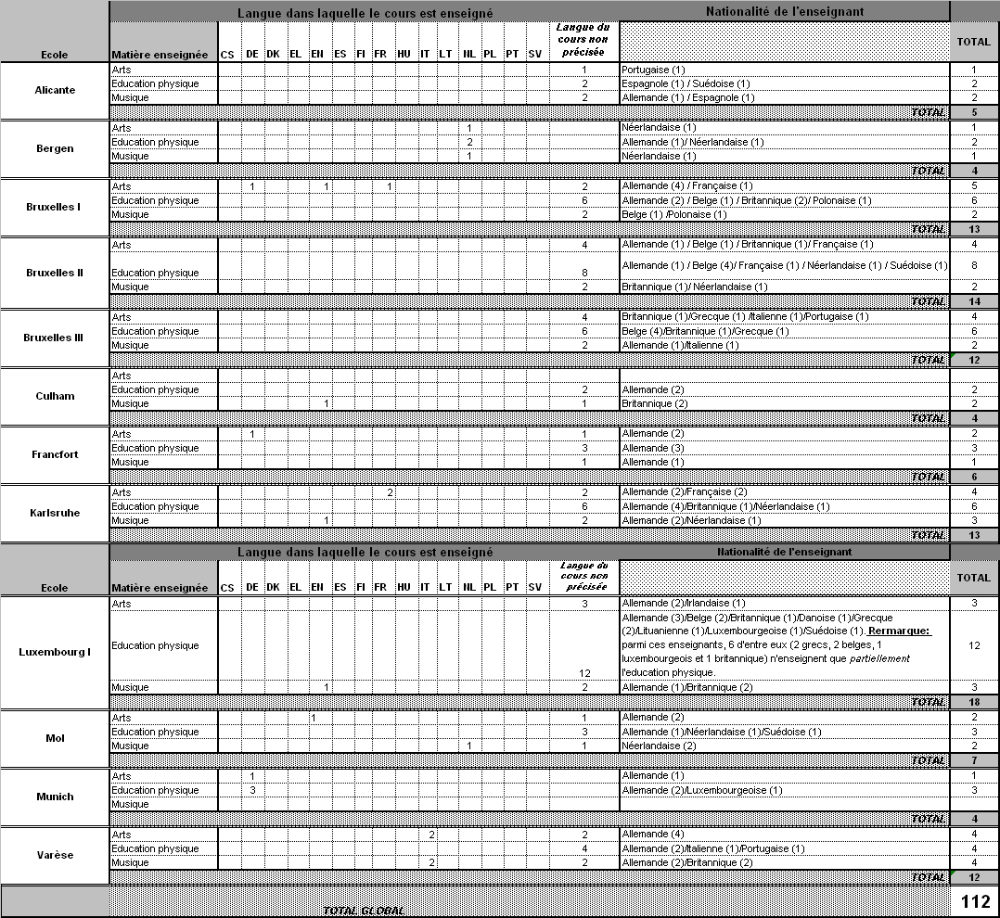 Langue dans laquelle le cours est enseigné Nationalité de l'enseignant
Ecole Matière enseignée CS DE DK EL EN ES FI FR HU IT LT NL PL PT SV Langue du cours non précisée TOTAL
Alicante
Arts 1 Portugaise (1) 1
Education physique 2 Espagnole (1) / Suédoise (1) 2
Musique 2 Allemande (1) / Espagnole (1) 2
TOTAL 5
Bergen
Arts 1 Néerlandaise (1) 1
Education physique 2 Allemande (1)/ Néerlandaise (1) 2
Musique 1 Néerlandaise (1) 1
TOTAL 4
Bruxelles I
Arts 1 1 1 2 Allemande (4) / Française (1) 5
Education physique 6 Allemande (2) / Belge (1) / Britannique (2)/ Polonaise (1) 6
Musique 2 Belge (1) /Polonaise (1) 2
TOTAL 13
Bruxelles II
Arts 4 Allemande (1) / Belge (1) / Britannique (1)/ Française (1) 4
Education physique 8 Allemande (1) / Belge (4)/ Française (1) / Néerlandaise (1) / Suédoise (1) 8
Musique 2 Britannique (1)/ Néerlandaise (1) 2
TOTAL 14
Bruxelles III
Arts 4 Britannique (1)/Grecque (1) /Italienne (1)/Portugaise (1) 4
Education physique 6 Belge (4)/Britannique (1)/Grecque (1) 6
Musique 2 Allemande (1)/Italienne (1) 2
TOTAL 12
Culham
Arts
Education physique 2 Allemande (2) 2
Musique 1 1 Britannique (2) 2
TOTAL 4
Francfort
Arts 1 1 Allemande (2) 2
Education physique 3 Allemande (3) 3
Musique 1 Allemande (1) 1
TOTAL 6
Karlsruhe
Arts 2 2 Allemande (2)/Française (2) 4
Education physique 6 Allemande (4)/Britannique (1)/Néerlandaise (1) 6
Musique 1 2 Allemande (2)/Néerlandaise (1) 3
TOTAL 13
Langue dans laquelle le cours est enseigné Nationalité de l'enseignant
Ecole Matière enseignée CS DE DK EL EN ES FI FR HU IT LT NL PL PT SV Langue du cours non précisée TOTAL
Luxembourg I
Arts 3 Allemande (2)/Irlandaise (1) 3
Education physique 12 Allemande (3)/Belge (2)/Britannique (1)/Danoise (1)/Grecque
(2)/Lituanienne (1)/Luxembourgeoise (1)/Suédoise (1). Rermarque:
parmi ces enseignants, 6 d'entre eux (2 grecs, 2 belges, 1
luxembourgeois et 1 britannique) n'enseignent que partiellement
l'education physique. 12
Musique 1 2 Allemande (1)/Britannique (2) 3
TOTAL 18
Mol
Arts 1 1 Allemande (2) 2
Education physique 3 Allemande (1)/Néerlandaise (1)/Suédoise (1) 3
Musique 1 1 Néerlandaise (2) 2
TOTAL 7
Munich
Arts 1 Allemande (1) 1
Education physique 3 Allemande (2)/Luxembourgeoise (1) 3
Musique
TOTAL 4
Varèse
Arts 2 2 Allemande (4) 4
Education physique 4 Allemande (2)/Italienne (1)/Portugaise (1) 4
Musique 2 2 Allemande (2)/Britannique (2) 4
TOTAL 12
TOTAL GLOBAL 112